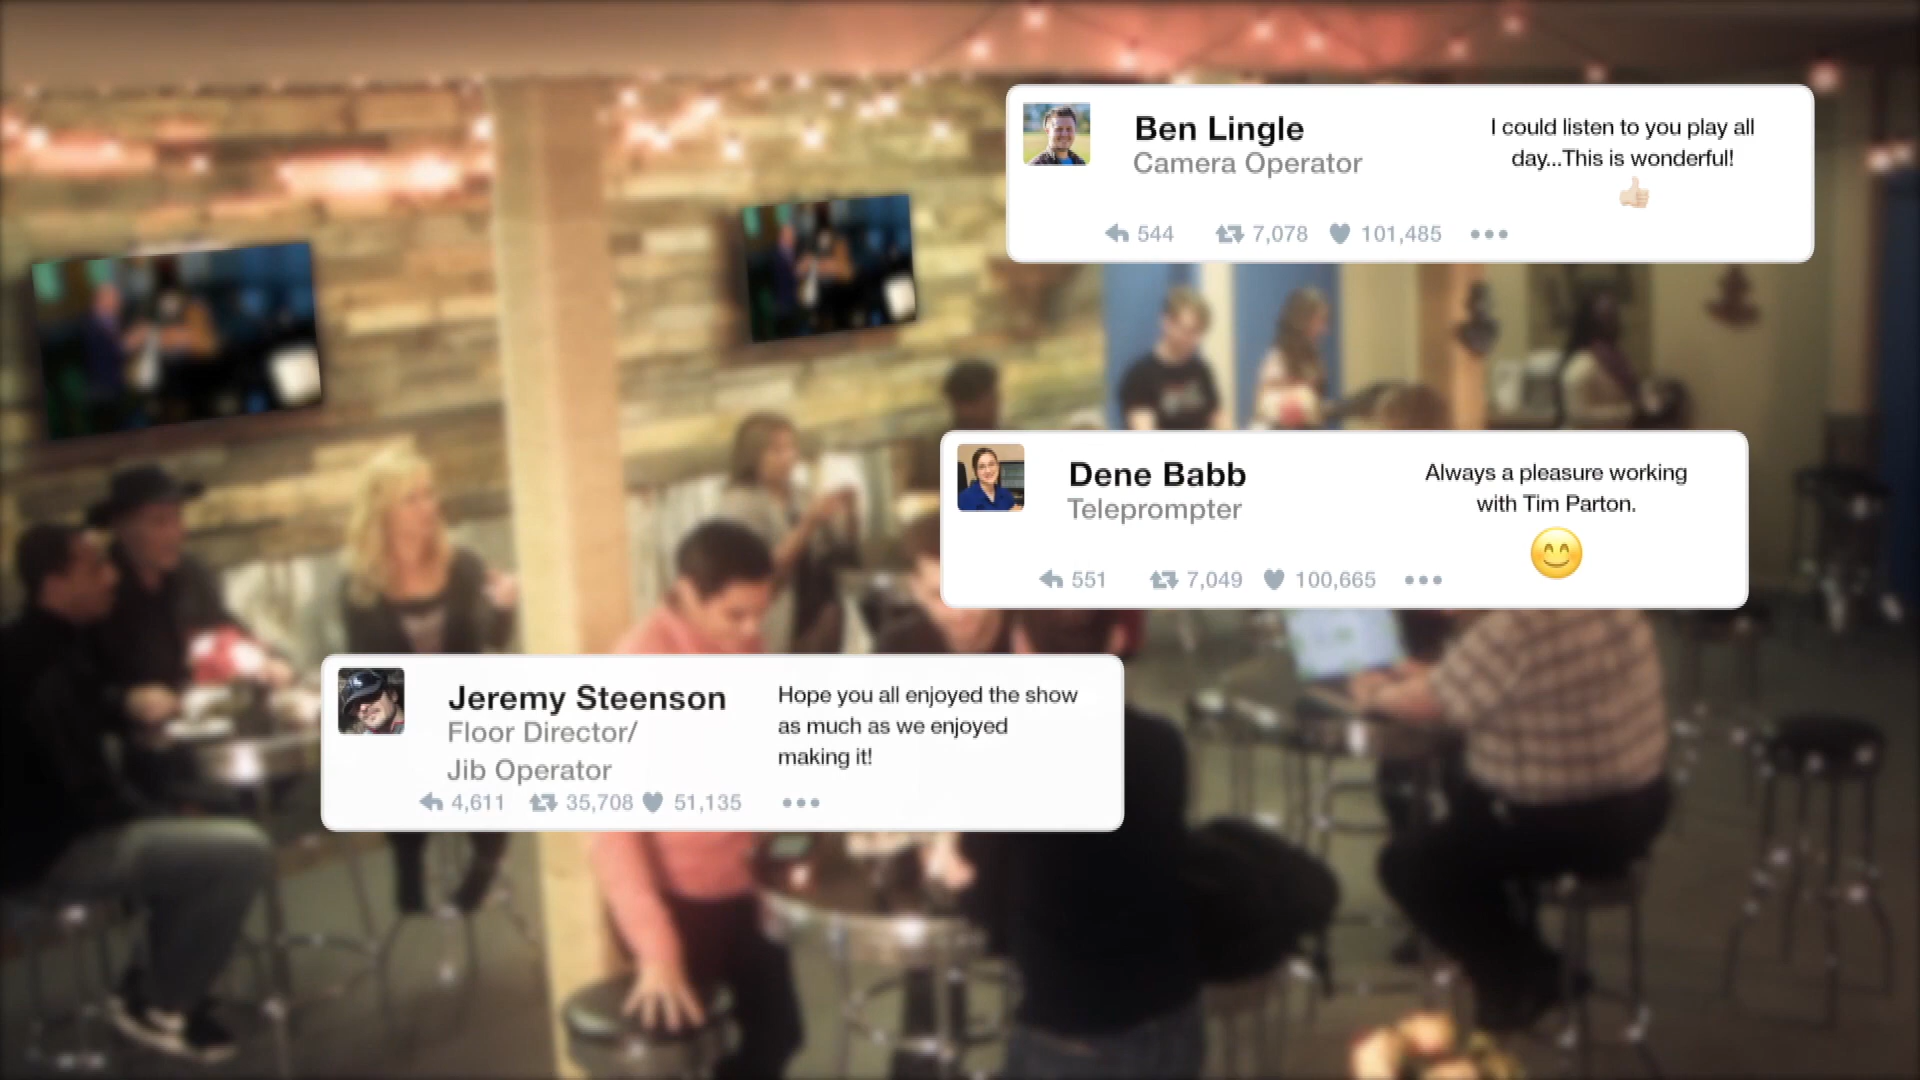 Ben Lingle
Camera Operator
I could listen to you play all
day...This is wonderful!
👍🏻
544 7,078 101,485
Dene Babb
Teleprompter
Always a pleasure working
with Tim Parton.
😊
551 7,049 100,665
Jeremy Steenson
Floor Director/
Jib Operator
Hope you all enjoyed the show
as much as we enjoyed
making it!
4,611 35,708 51,135